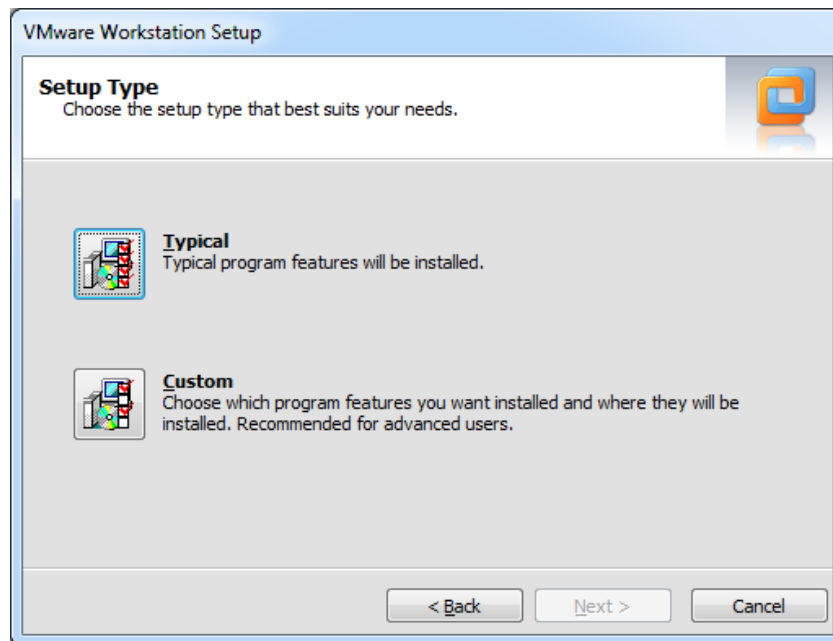 VMware Workstation Setup
Setup Type
Choose the setup type that best suits your needs.
Typical
Typical program features will be installed.
Custom
Choose which program features you want installed and where they will be
installed. Recommended for advanced users.
< Back
Next >
Cancel